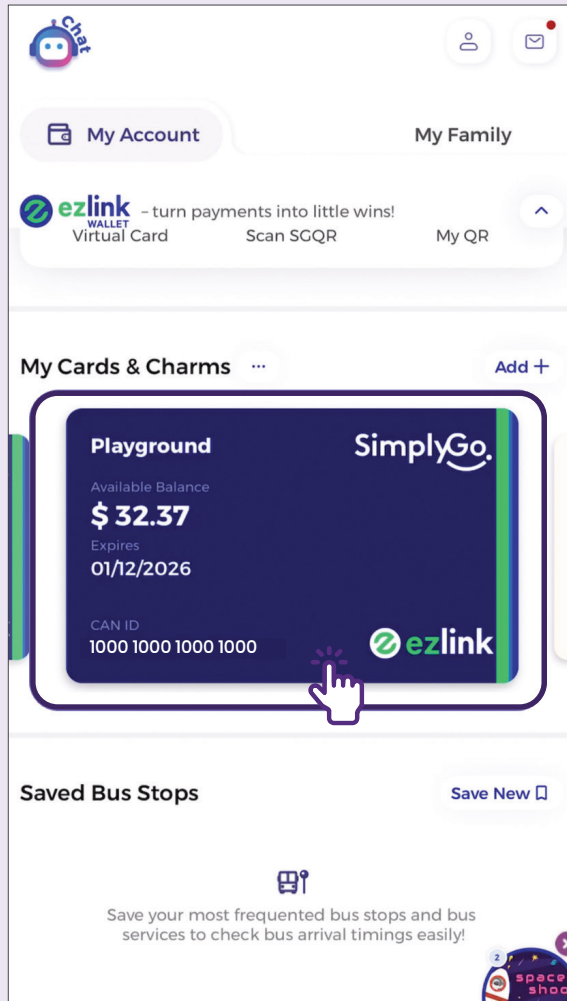 Chat
My Account
My Family
ezlink
WALLET
– turn payments into little wins!
Virtual Card
Scan SGQR
My QR
My Cards & Charms ...
Add +
Playground
SimplyGo.
Available Balance
$ 32.37
Expires
01/12/2026
CAN ID
1000 1000 1000 1000
ezlink
Saved Bus Stops
Save New
Save your most frequented bus stops and bus
services to check bus arrival timings easily!
2
space
shoo